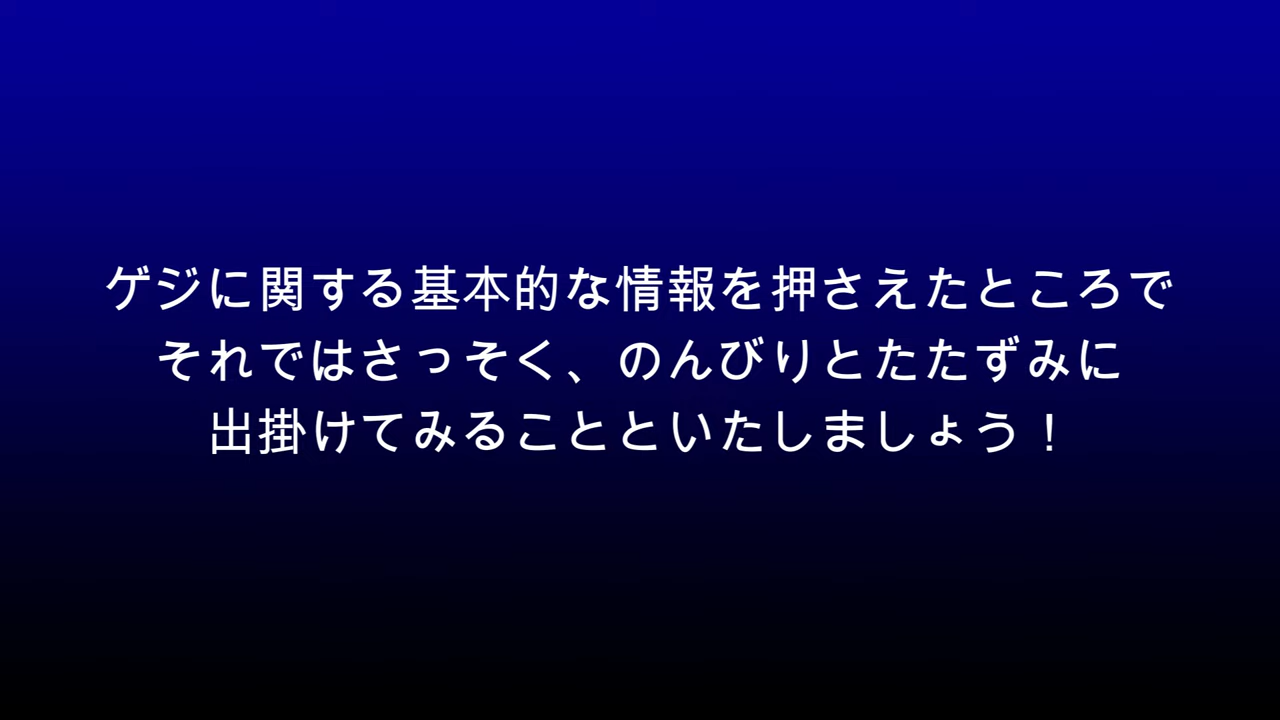 ゲジに関する基本的な情報を押さえたところで
それではさっそく、のんびりとたたずみに
出掛けてみることといたしましょう！